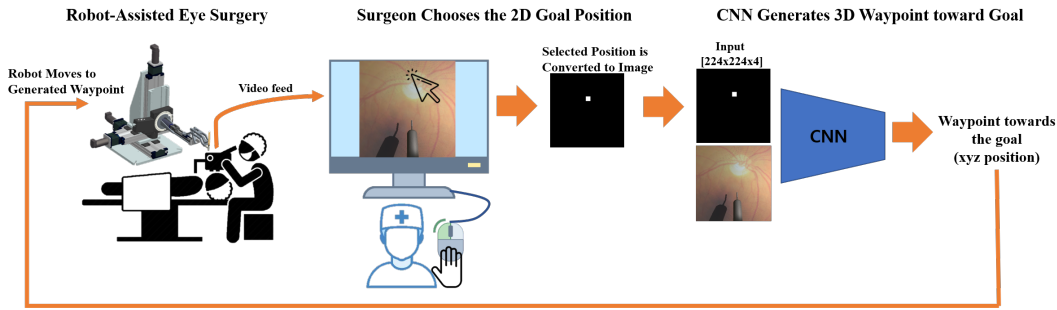 Robot-Assisted Eye Surgery
Surgeon Chooses the 2D Goal Position
CNN Generates 3D Waypoint toward Goal
Robot Moves to
Generated Waypoint
Video feed
Selected Position is
Converted to Image
Input
[224x224x4]
CNN
Waypoint towards
the goal
(xyz position)